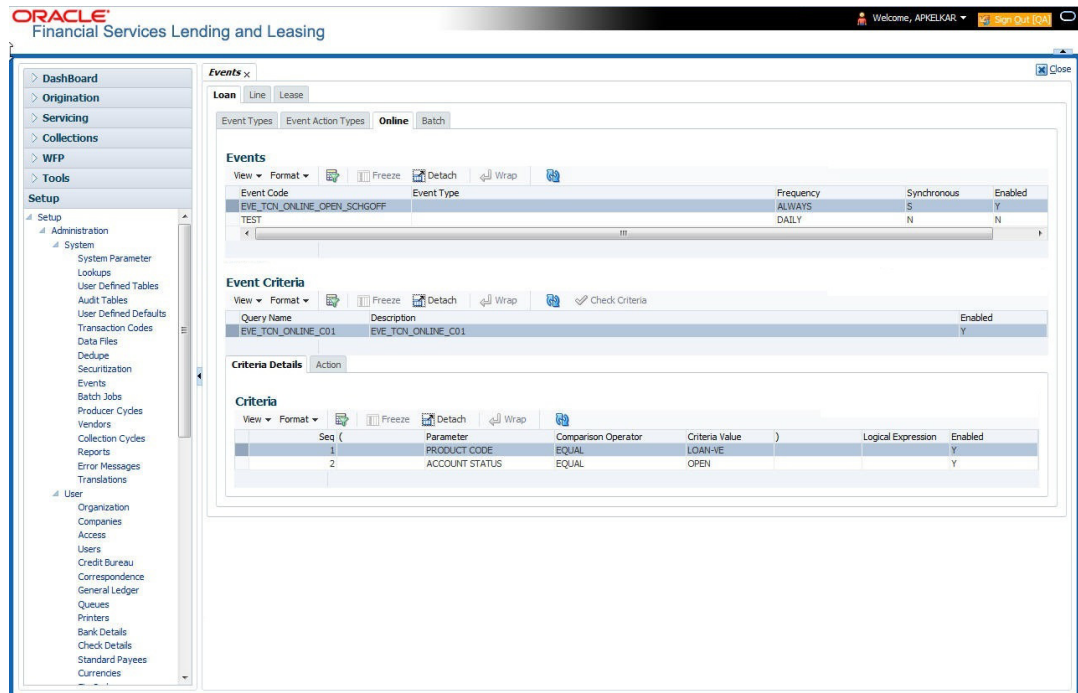 ORACLE®
Financial Services Lending and Leasing
Welcome, APKELKAR
Sign Out [QA]
DashBoard
Origination
Servicing
Collections
WFP
Tools
Setup
Setup
Administration
System
System Parameter
Lookups
User Defined Tables
Audit Tables
User Defined Defaults
Transaction Codes
Data Files
Dedupe
Securitization
Events
Batch Jobs
Producer Cycles
Vendors
Collection Cycles
Reports
Error Messages
Translations
User
Organization
Companies
Access
Users
Credit Bureau
Correspondence
General Ledger
Queues
Printers
Bank Details
Check Details
Standard Payees
Currencies
Events
Close
Loan Line Lease
Event Types Event Action Types Online Batch
Events
View Format Freeze Detach Wrap
Event Code Event Type Frequency Synchronous Enabled
EVE_TCN_ONLINE_OPEN_SCHGOFF ALWAYS S Y
TEST DAILY N N
Event Criteria
View Format Freeze Detach Wrap Check Criteria
Query Name Description Enabled
EVE_TCN_ONLINE_C01 EVE_TCN_ONLINE_C01 Y
Criteria Details Action
Criteria
View Format Freeze Detach Wrap
Seq ( Parameter Comparison Operator Criteria Value ) Logical Expression Enabled
1 PRODUCT CODE EQUAL LOAN-VE Y
2 ACCOUNT STATUS EQUAL OPEN Y